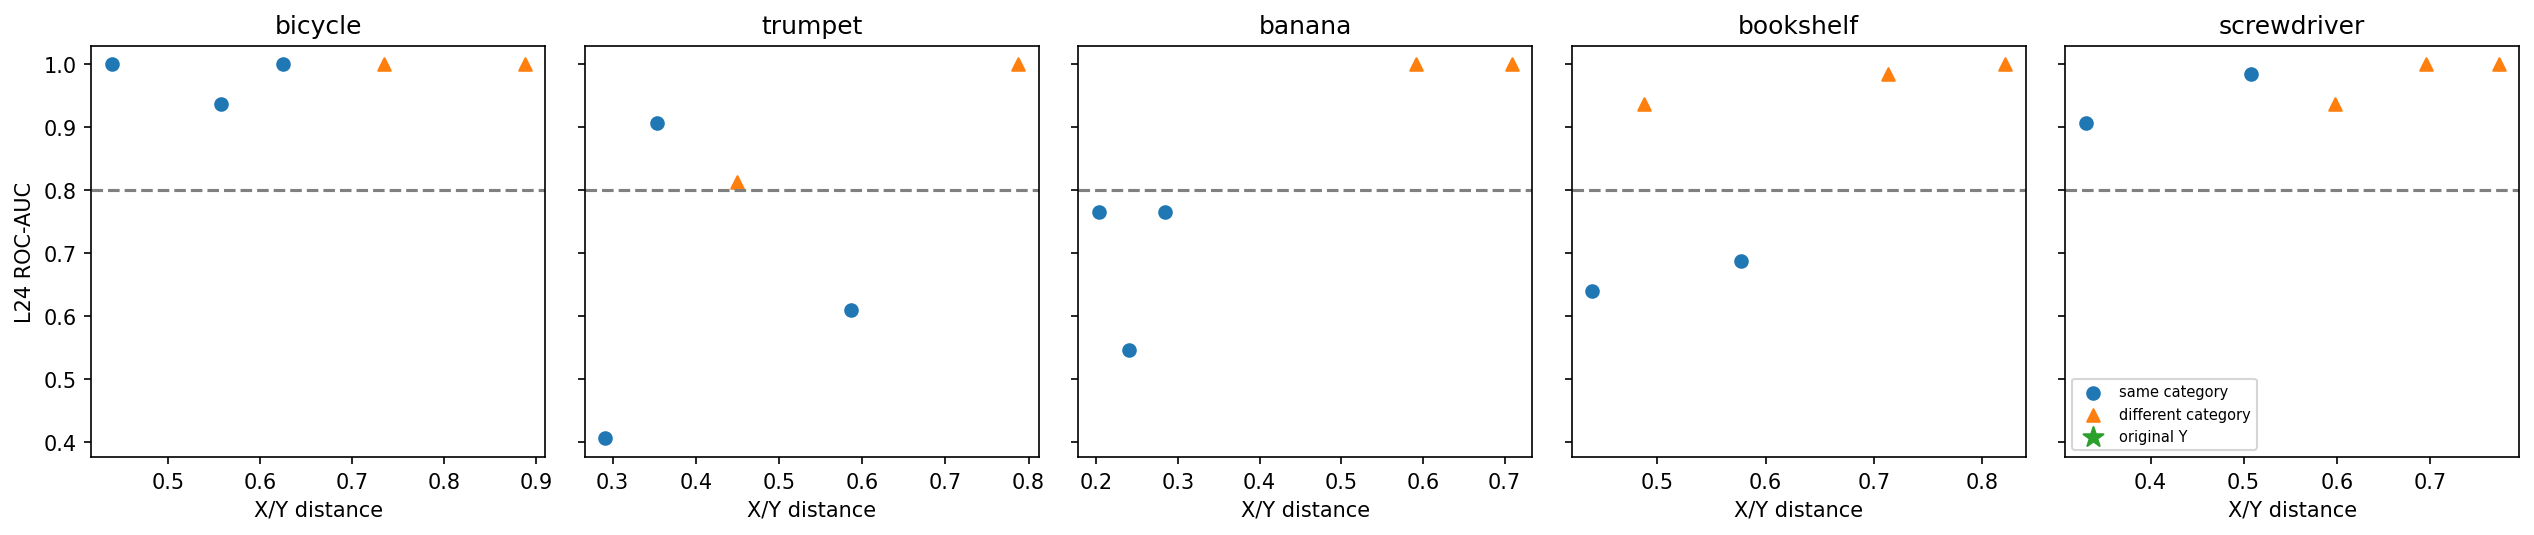 bicycle
trumpet
banana
bookshelf
screwdriver
L24 ROC-AUC
1.0
0.9
0.8
0.7
0.6
0.5
0.4
0.5 0.6 0.7 0.8 0.9
X/Y distance
0.3 0.4 0.5 0.6 0.7 0.8
X/Y distance
0.2 0.3 0.4 0.5 0.6 0.7
X/Y distance
0.5 0.6 0.7 0.8
X/Y distance
same category
different category
original Y
0.4 0.5 0.6 0.7
X/Y distance